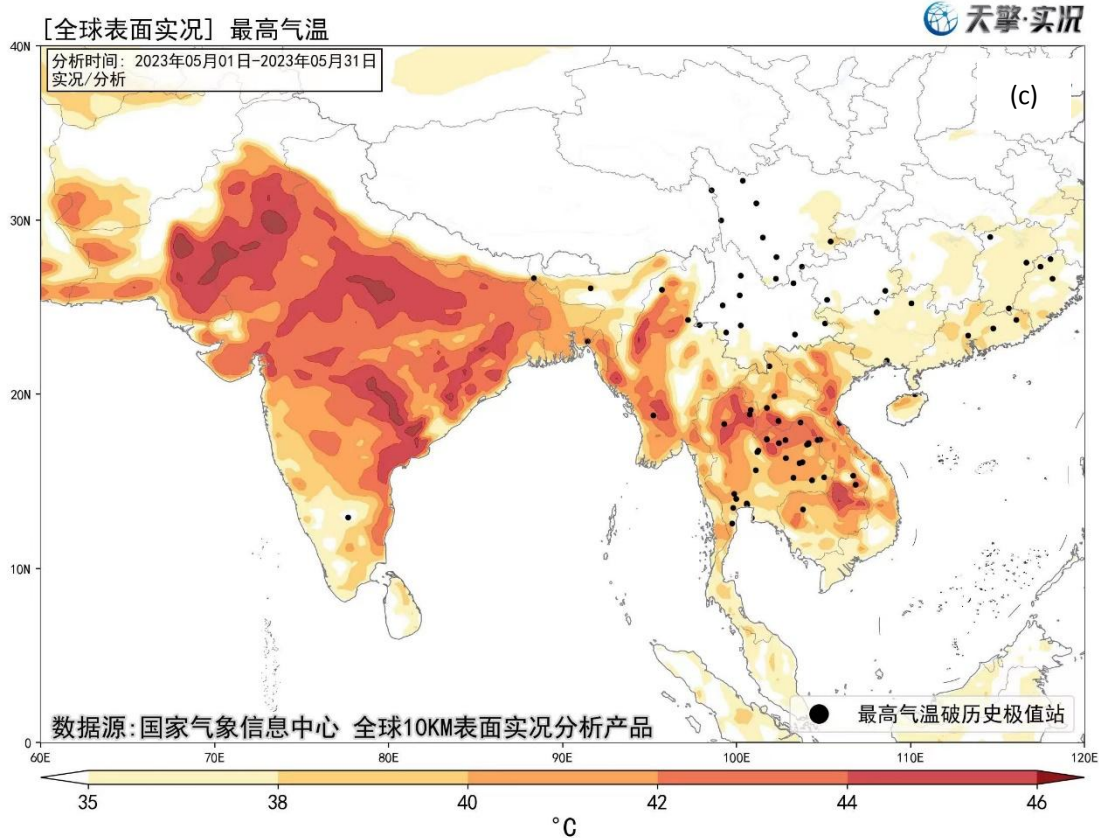 [全球表面实况] 最高气温
天擎·实况
分析时间: 2023年05月01日-2023年05月31日
实况/分析
(c)
40N
30N
20N
10N
0
数据源:国家气象信息中心 全球10KM表面实况分析产品
最高气温破历史极值站
60E 70E 80E 90E 100E 110E 120E
35 38 40 42 44 46
°C